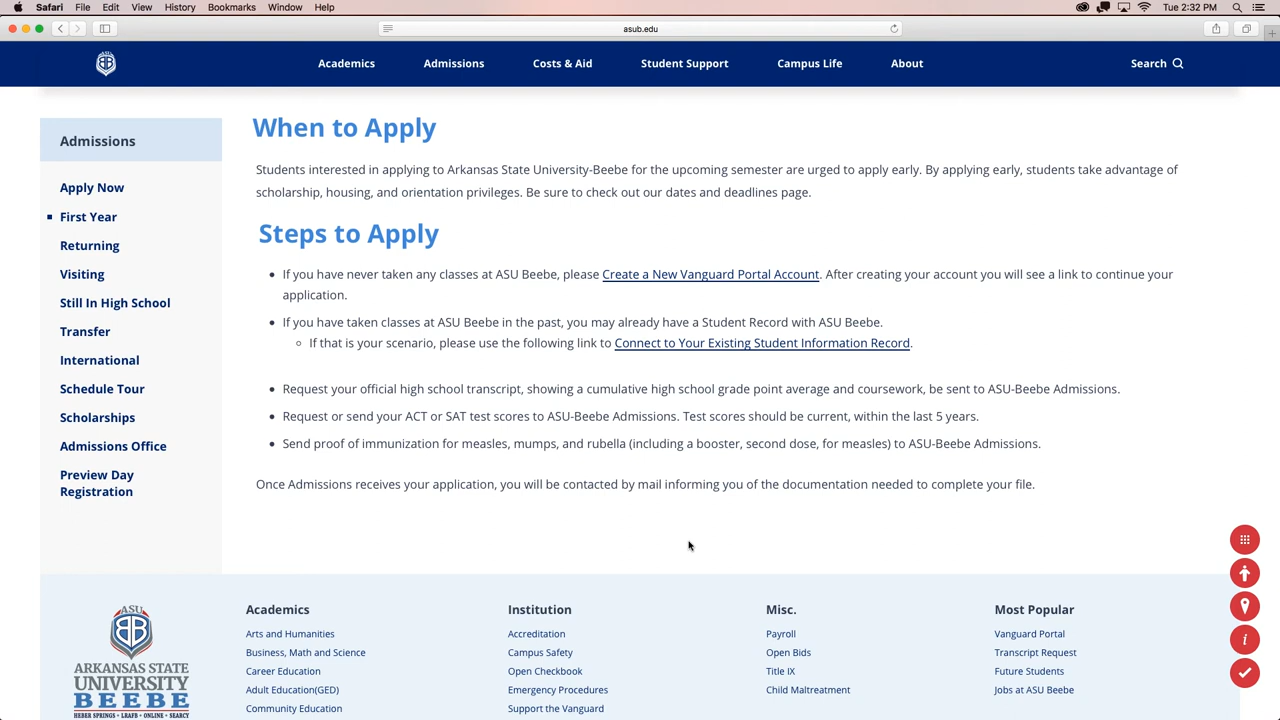 Safari File Edit View History Bookmarks Window Help Tue 2:32 PM
asub.edu
Academics Admissions Costs & Aid Student Support Campus Life About Search
Admissions
Apply Now
First Year
Returning
Visiting
Still In High School
Transfer
International
Schedule Tour
Scholarships
Admissions Office
Preview Day
Registration
When to Apply
Students interested in applying to Arkansas State University-Beebe for the upcoming semester are urged to apply early. By applying early, students take advantage of
scholarship, housing, and orientation privileges. Be sure to check out our dates and deadlines page.
Steps to Apply
• If you have never taken any classes at ASU Beebe, please Create a New Vanguard Portal Account. After creating your account you will see a link to continue your
application.
• If you have taken classes at ASU Beebe in the past, you may already have a Student Record with ASU Beebe.
◦ If that is your scenario, please use the following link to Connect to Your Existing Student Information Record.
• Request your official high school transcript, showing a cumulative high school grade point average and coursework, be sent to ASU-Beebe Admissions.
• Request or send your ACT or SAT test scores to ASU-Beebe Admissions. Test scores should be current, within the last 5 years.
• Send proof of immunization for measles, mumps, and rubella (including a booster, second dose, for measles) to ASU-Beebe Admissions.
Once Admissions receives your application, you will be contacted by mail informing you of the documentation needed to complete your file.
i
ASU
B
ARKANSAS STATE
UNIVERSITY
BEEBE
HEBER SPRINGS • LRAFB • ONLINE • SEARCY
Academics
Arts and Humanities
Business, Math and Science
Career Education
Adult Education(GED)
Community Education
Institution
Accreditation
Campus Safety
Open Checkbook
Emergency Procedures
Support the Vanguard
Misc.
Payroll
Open Bids
Title IX
Child Maltreatment
Most Popular
Vanguard Portal
Transcript Request
Future Students
Jobs at ASU Beebe